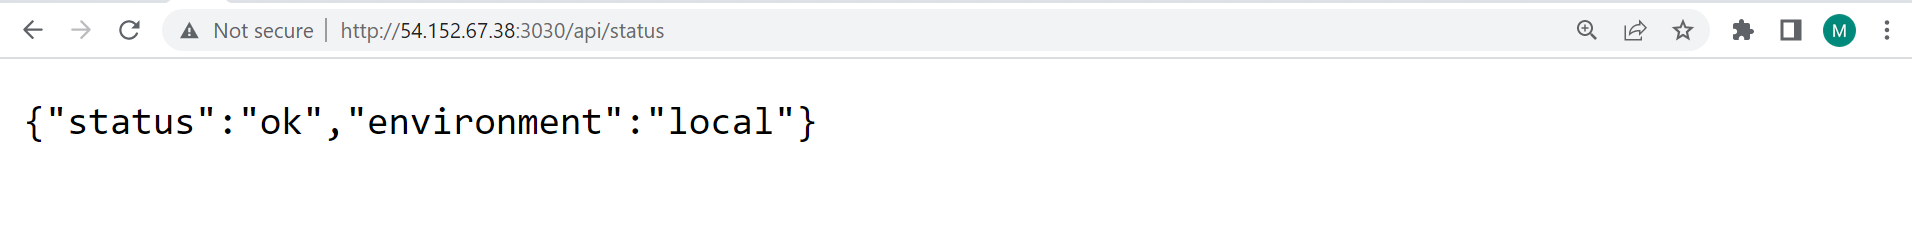 Not secure | http://54.152.67.38:3030/api/status
M
{"status":"ok","environment":"local"}